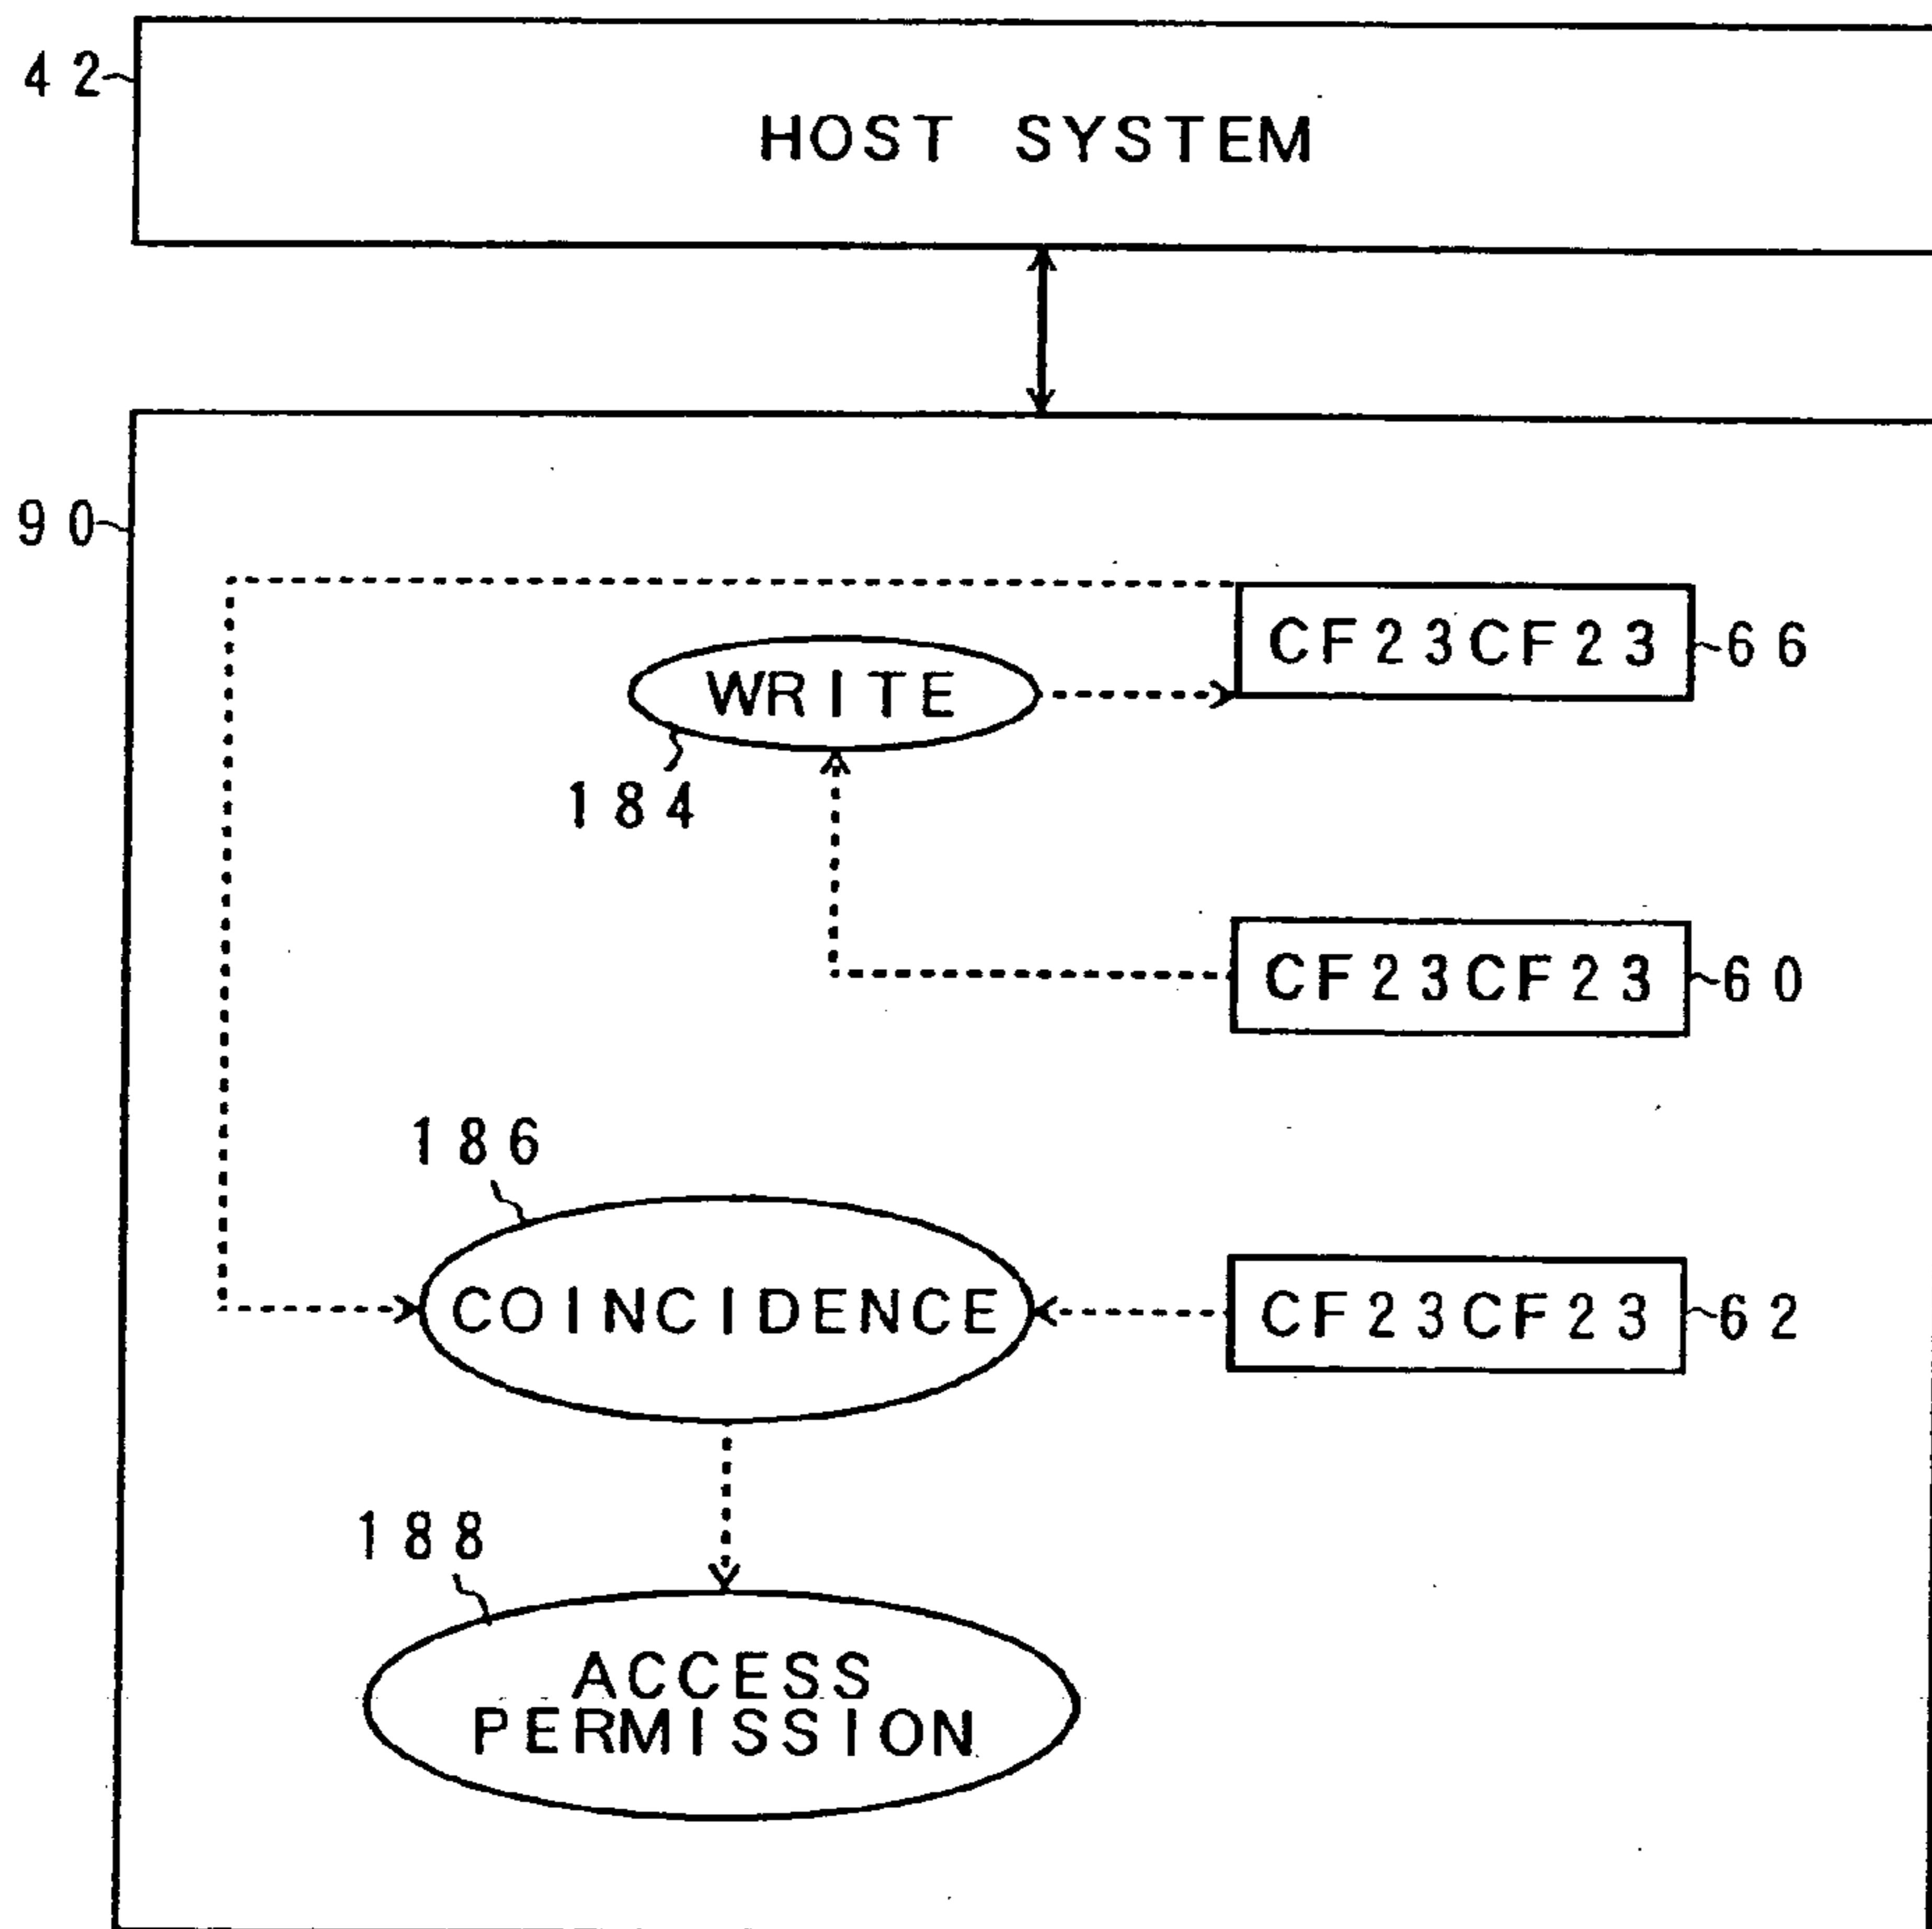 42
HOST SYSTEM
90
CF23CF23 66
WRITE
184
CF23CF23 60
186
COINCIDENCE
CF23CF23 62
188
ACCESS
PERMISSION